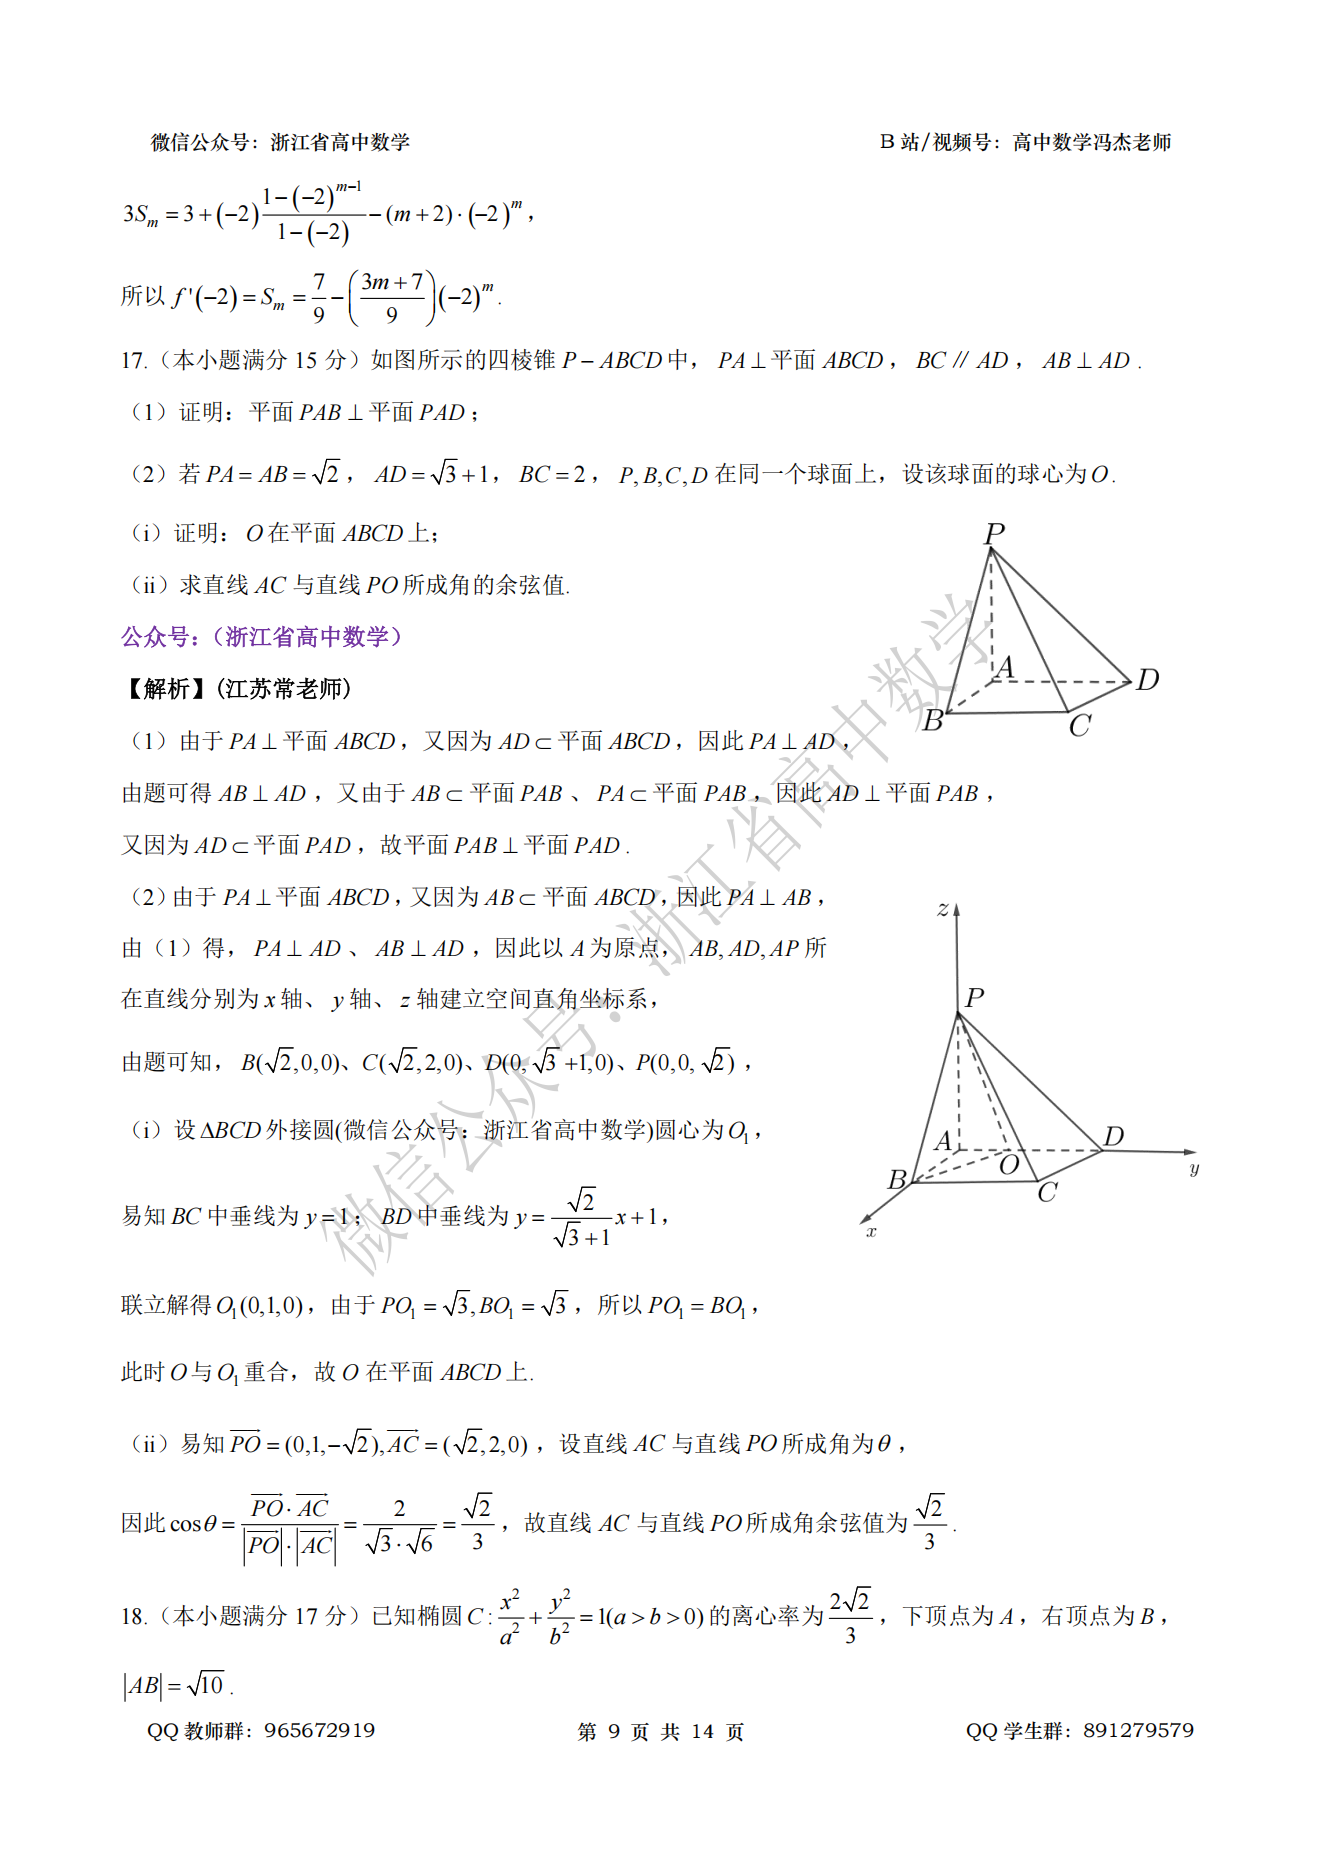 微信公众号：浙江省高中数学 B 站/视频号：高中数学冯杰老师
3Sₘ = 3 + (−2) (1 − (−2)^(m−1)) / (1 − (−2)) − (m + 2) · (−2)^m，
所以 f '(−2) = Sₘ = 7/9 − ((3m + 7)/9)(−2)^m .
17.（本小题满分 15 分）如图所示的四棱锥 P − ABCD 中， PA ⊥ 平面 ABCD， BC ∥ AD， AB ⊥ AD .
（1）证明：平面 PAB ⊥ 平面 PAD；
（2）若 PA = AB = √2， AD = √3 + 1， BC = 2， P, B, C, D 在同一个球面上，设该球面的球心为 O .
（i）证明： O 在平面 ABCD 上；
（ii）求直线 AC 与直线 PO 所成角的余弦值.
公众号：（浙江省高中数学）
【解析】(江苏常老师)
P
A
D
B
C
（1）由于 PA ⊥ 平面 ABCD，又因为 AD ⊂ 平面 ABCD，因此 PA ⊥ AD，
由题可得 AB ⊥ AD，又由于 AB ⊂ 平面 PAB 、 PA ⊂ 平面 PAB，因此 AD ⊥ 平面 PAB，
又因为 AD ⊂ 平面 PAD，故平面 PAB ⊥ 平面 PAD .
（2）由于 PA ⊥ 平面 ABCD，又因为 AB ⊂ 平面 ABCD，因此 PA ⊥ AB，
由（1）得， PA ⊥ AD 、 AB ⊥ AD，因此以 A 为原点， AB, AD, AP 所
在直线分别为 x 轴、 y 轴、 z 轴建立空间直角坐标系，
由题可知， B(√2,0,0)、C(√2,2,0)、D(0, √3 +1,0)、P(0,0, √2)，
（i）设 ΔBCD 外接圆(微信公众号：浙江省高中数学)圆心为 O₁，
易知 BC 中垂线为 y = 1； BD 中垂线为 y = √2/(√3 + 1) x + 1，
联立解得 O₁(0,1,0)，由于 PO₁ = √3, BO₁ = √3，所以 PO₁ = BO₁，
此时 O 与 O₁ 重合，故 O 在平面 ABCD 上.
z
P
A
D
O
B
C
y
x
（ii）易知 PO⃗ = (0,1,−√2), AC⃗ = (√2,2,0)，设直线 AC 与直线 PO 所成角为 θ，
因此 cosθ = (PO⃗ · AC⃗) / (|PO⃗| · |AC⃗|) = 2/(√3 · √6) = √2/3，故直线 AC 与直线 PO 所成角余弦值为 √2/3 .
18.（本小题满分 17 分）已知椭圆 C : x²/a² + y²/b² = 1(a > b > 0) 的离心率为 2√2/3，下顶点为 A，右顶点为 B，
|AB| = √10 .
QQ 教师群：965672919 第 9 页 共 14 页 QQ 学生群：891279579
微信公众号：浙江省高中数学